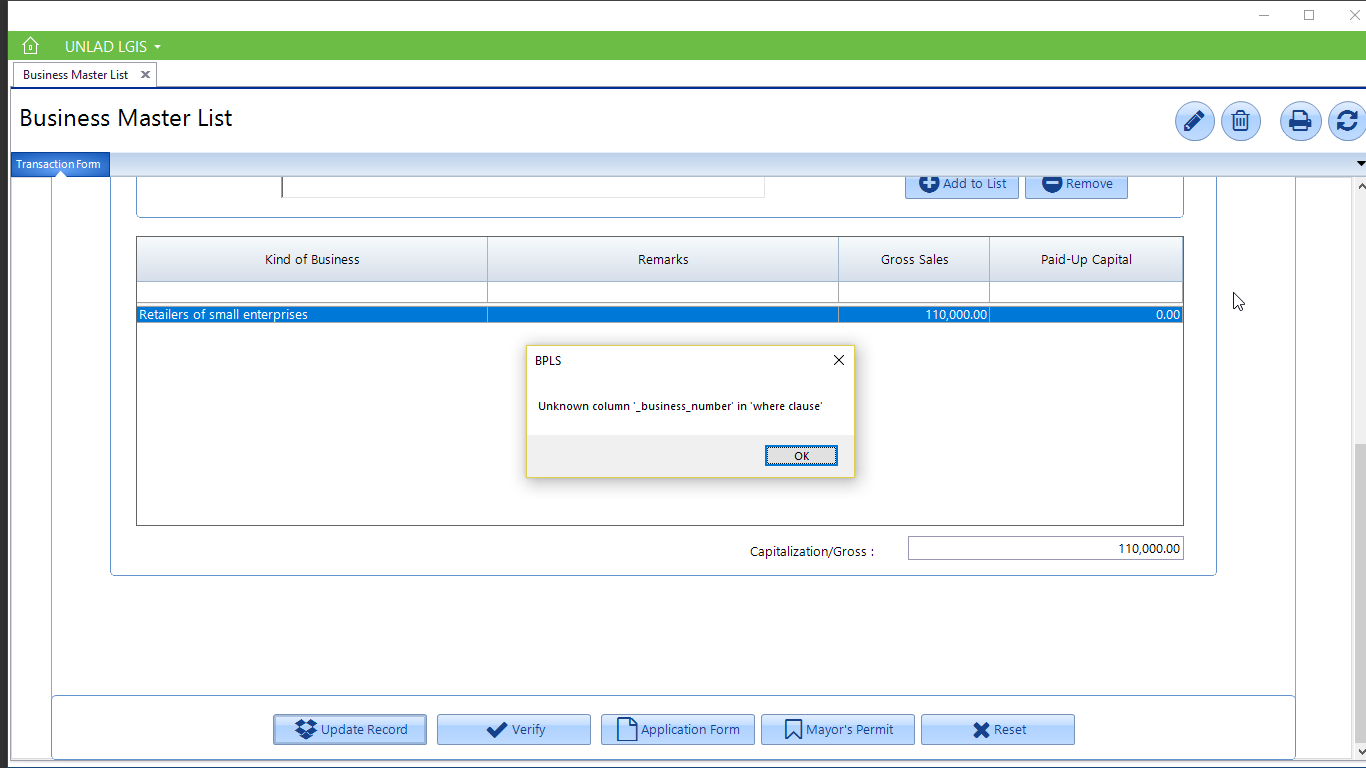 UNLAD LGIS
Business Master List
Business Master List
Transaction Form
Add to List Remove
Kind of Business Remarks Gross Sales Paid-Up Capital
Retailers of small enterprises 110,000.00 0.00
BPLS
Unknown column '_business_number' in 'where clause'
OK
Capitalization/Gross : 110,000.00
Update Record Verify Application Form Mayor's Permit Reset